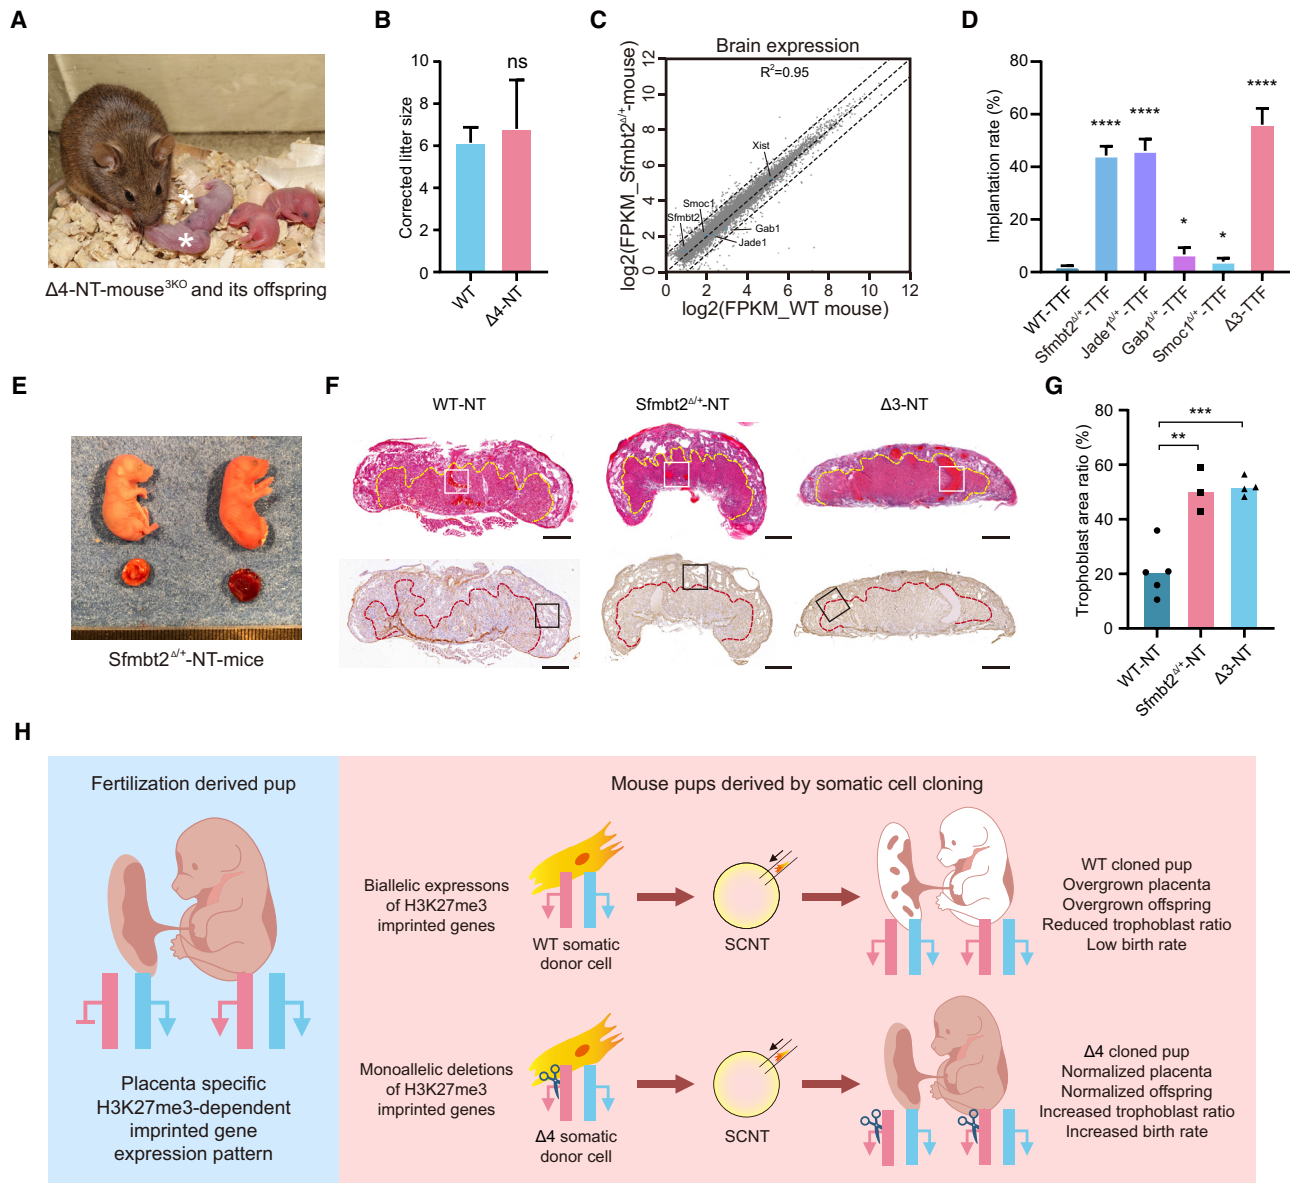 A
Δ4-NT-mouse3KO and its offspring
B
Corrected litter size
10
8
6
4
2
0
ns
WT
Δ4-NT
C
Brain expression
R2=0.95
log2(FPKM_Sfmbt2Δ/+-mouse)
12
10
8
6
4
2
0
Xist
Smoc1
Sfmbt2
Gab1
Jade1
0 2 4 6 8 10 12
log2(FPKM_WT mouse)
D
Implantation rate (%)
80
60
40
20
0
****
****
*
*
****
WT-TTF
Sfmbt2Δ/+-TTF
Jade1Δ/+-TTF
Gab1Δ/+-TTF
Smoc1Δ/+-TTF
Δ3-TTF
E
Sfmbt2Δ/+-NT-mice
F
WT-NT
Sfmbt2Δ/+-NT
Δ3-NT
G
Trophoblast area ratio (%)
80
60
40
20
0
***
**
WT-NT
Sfmbt2Δ/+-NT
Δ3-NT
H
Fertilization derived pup
Placenta specific
H3K27me3-dependent
imprinted gene
expression pattern
Mouse pups derived by somatic cell cloning
Biallelic expressons
of H3K27me3
imprinted genes
WT somatic
donor cell
SCNT
WT cloned pup
Overgrown placenta
Overgrown offspring
Reduced trophoblast ratio
Low birth rate
Monoallelic deletions
of H3K27me3
imprinted genes
Δ4 somatic
donor cell
SCNT
Δ4 cloned pup
Normalized placenta
Normalized offspring
Increased trophoblast ratio
Increased birth rate